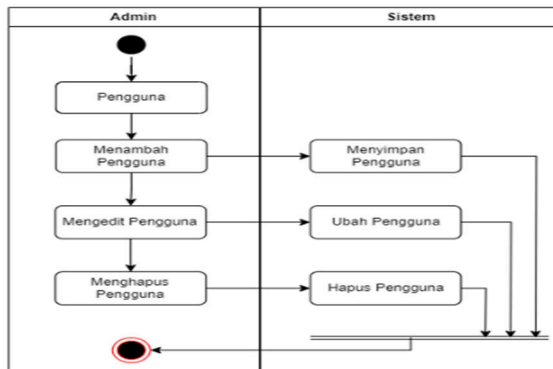 Admin
Sistem
Pengguna
Menambah
Pengguna
Menyimpan
Pengguna
Mengedit Pengguna
Ubah Pengguna
Menghapus
Pengguna
Hapus Pengguna